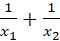 1/x₁ + 1/x₂